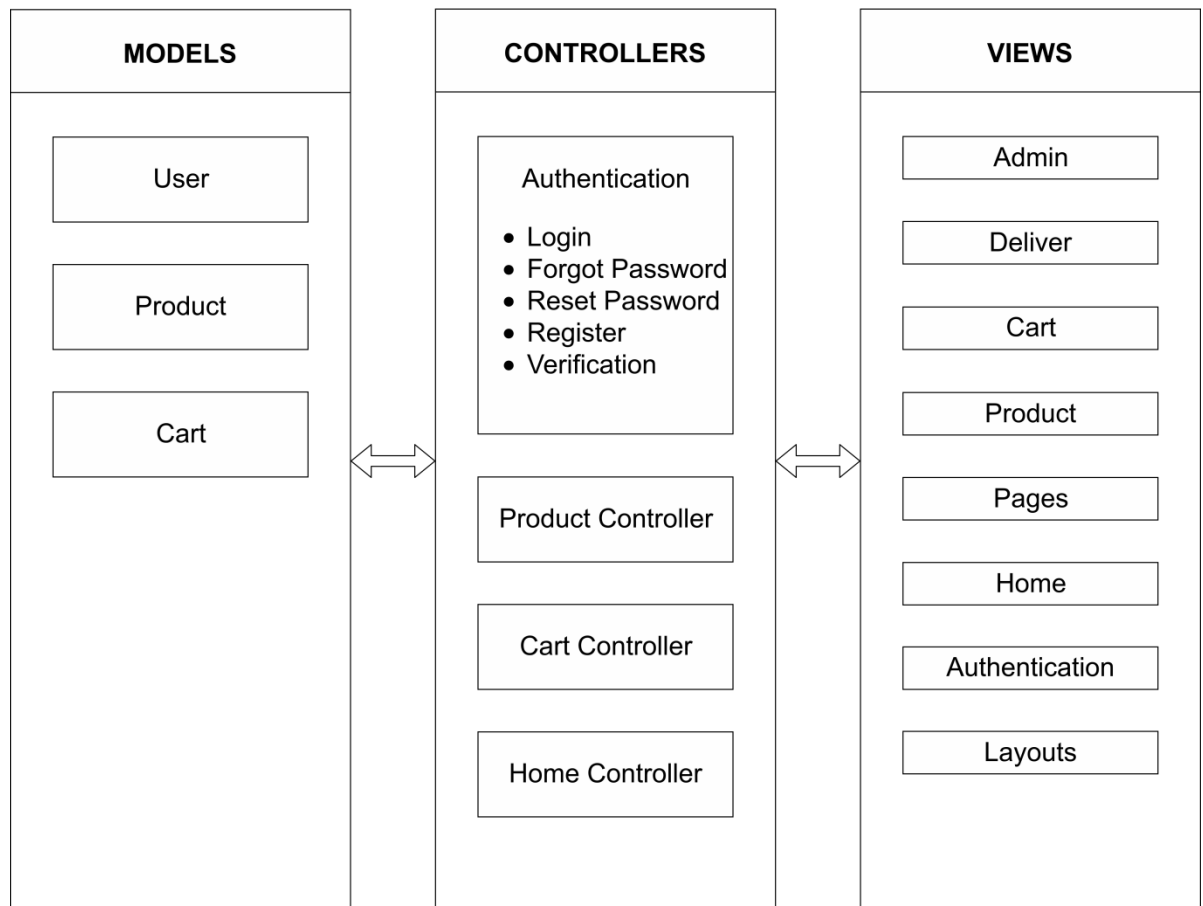 MODELS
User
Product
Cart
CONTROLLERS
Authentication
• Login
• Forgot Password
• Reset Password
• Register
• Verification
Product Controller
Cart Controller
Home Controller
VIEWS
Admin
Deliver
Cart
Product
Pages
Home
Authentication
Layouts